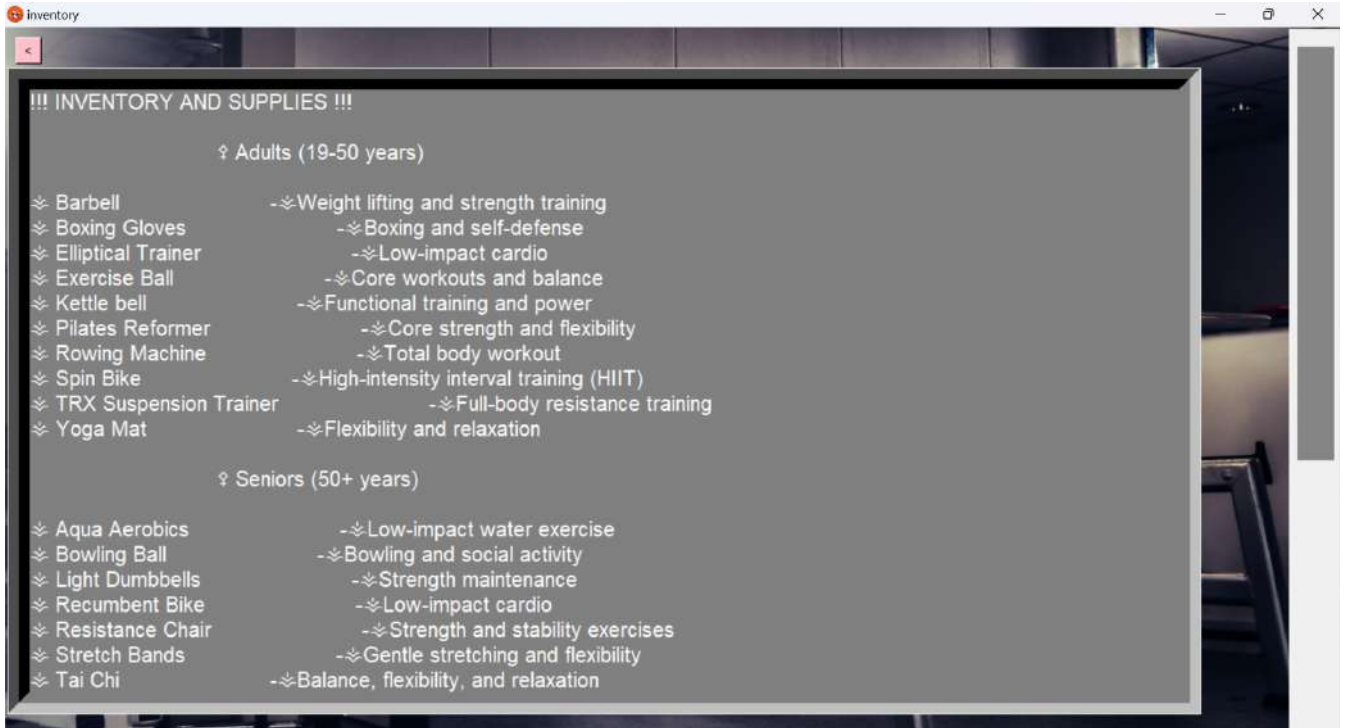 inventory
<
!!! INVENTORY AND SUPPLIES !!!
♀ Adults (19-50 years)
⚶ Barbell -⚶Weight lifting and strength training
⚶ Boxing Gloves -⚶Boxing and self-defense
⚶ Elliptical Trainer -⚶Low-impact cardio
⚶ Exercise Ball -⚶Core workouts and balance
⚶ Kettle bell -⚶Functional training and power
⚶ Pilates Reformer -⚶Core strength and flexibility
⚶ Rowing Machine -⚶Total body workout
⚶ Spin Bike -⚶High-intensity interval training (HIIT)
⚶ TRX Suspension Trainer -⚶Full-body resistance training
⚶ Yoga Mat -⚶Flexibility and relaxation
♀ Seniors (50+ years)
⚶ Aqua Aerobics -⚶Low-impact water exercise
⚶ Bowling Ball -⚶Bowling and social activity
⚶ Light Dumbbells -⚶Strength maintenance
⚶ Recumbent Bike -⚶Low-impact cardio
⚶ Resistance Chair -⚶Strength and stability exercises
⚶ Stretch Bands -⚶Gentle stretching and flexibility
⚶ Tai Chi -⚶Balance, flexibility, and relaxation